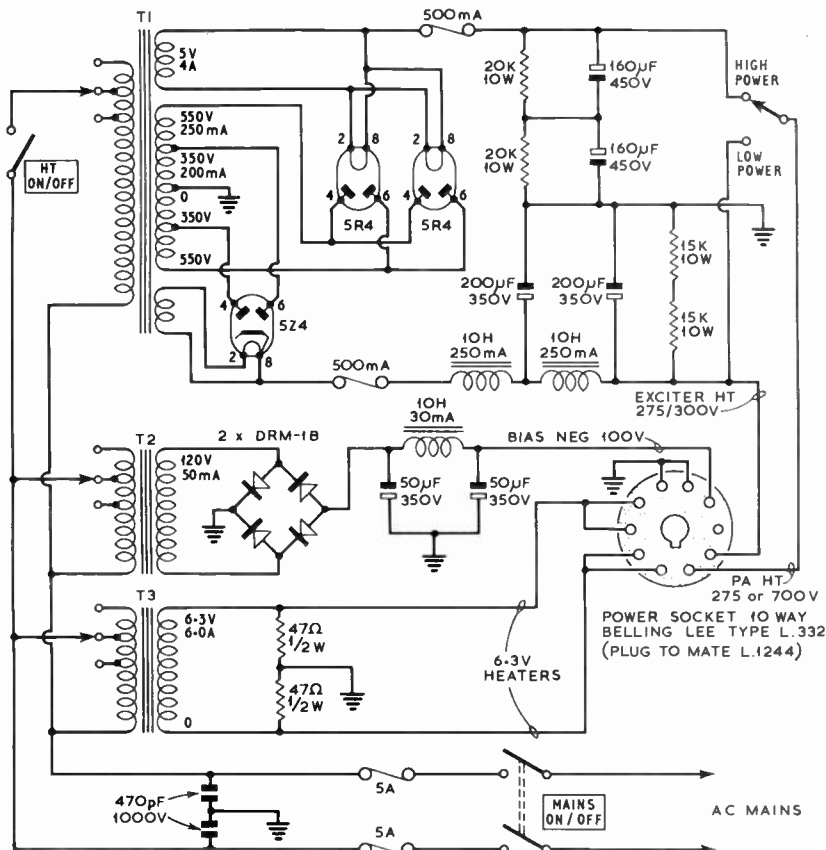 T1
500mA
5V
4A
20K
10W
160µF
450V
HIGH
POWER
550V
250mA
350V
200mA
0
350V
550V
HT
ON/OFF
2
8
2
8
4
6
4
6
5R4
5R4
20K
10W
160µF
450V
LOW
POWER
200µF
350V
200µF
350V
15K
10W
15K
10W
4
6
5Z4
2
8
500mA
10H
250mA
10H
250mA
EXCITER HT
275/300V
T2
120V
50mA
2 x DRM-1B
10H
30mA
BIAS NEG 100V
50µF
350V
50µF
350V
PA HT
275 or 700V
POWER SOCKET 10 WAY
BELLING LEE TYPE L.332
(PLUG TO MATE L.1244)
T3
6·3V
6·0A
0
47Ω
1/2W
47Ω
1/2W
6·3V
HEATERS
470pF
1000V
5A
5A
MAINS
ON/OFF
AC MAINS